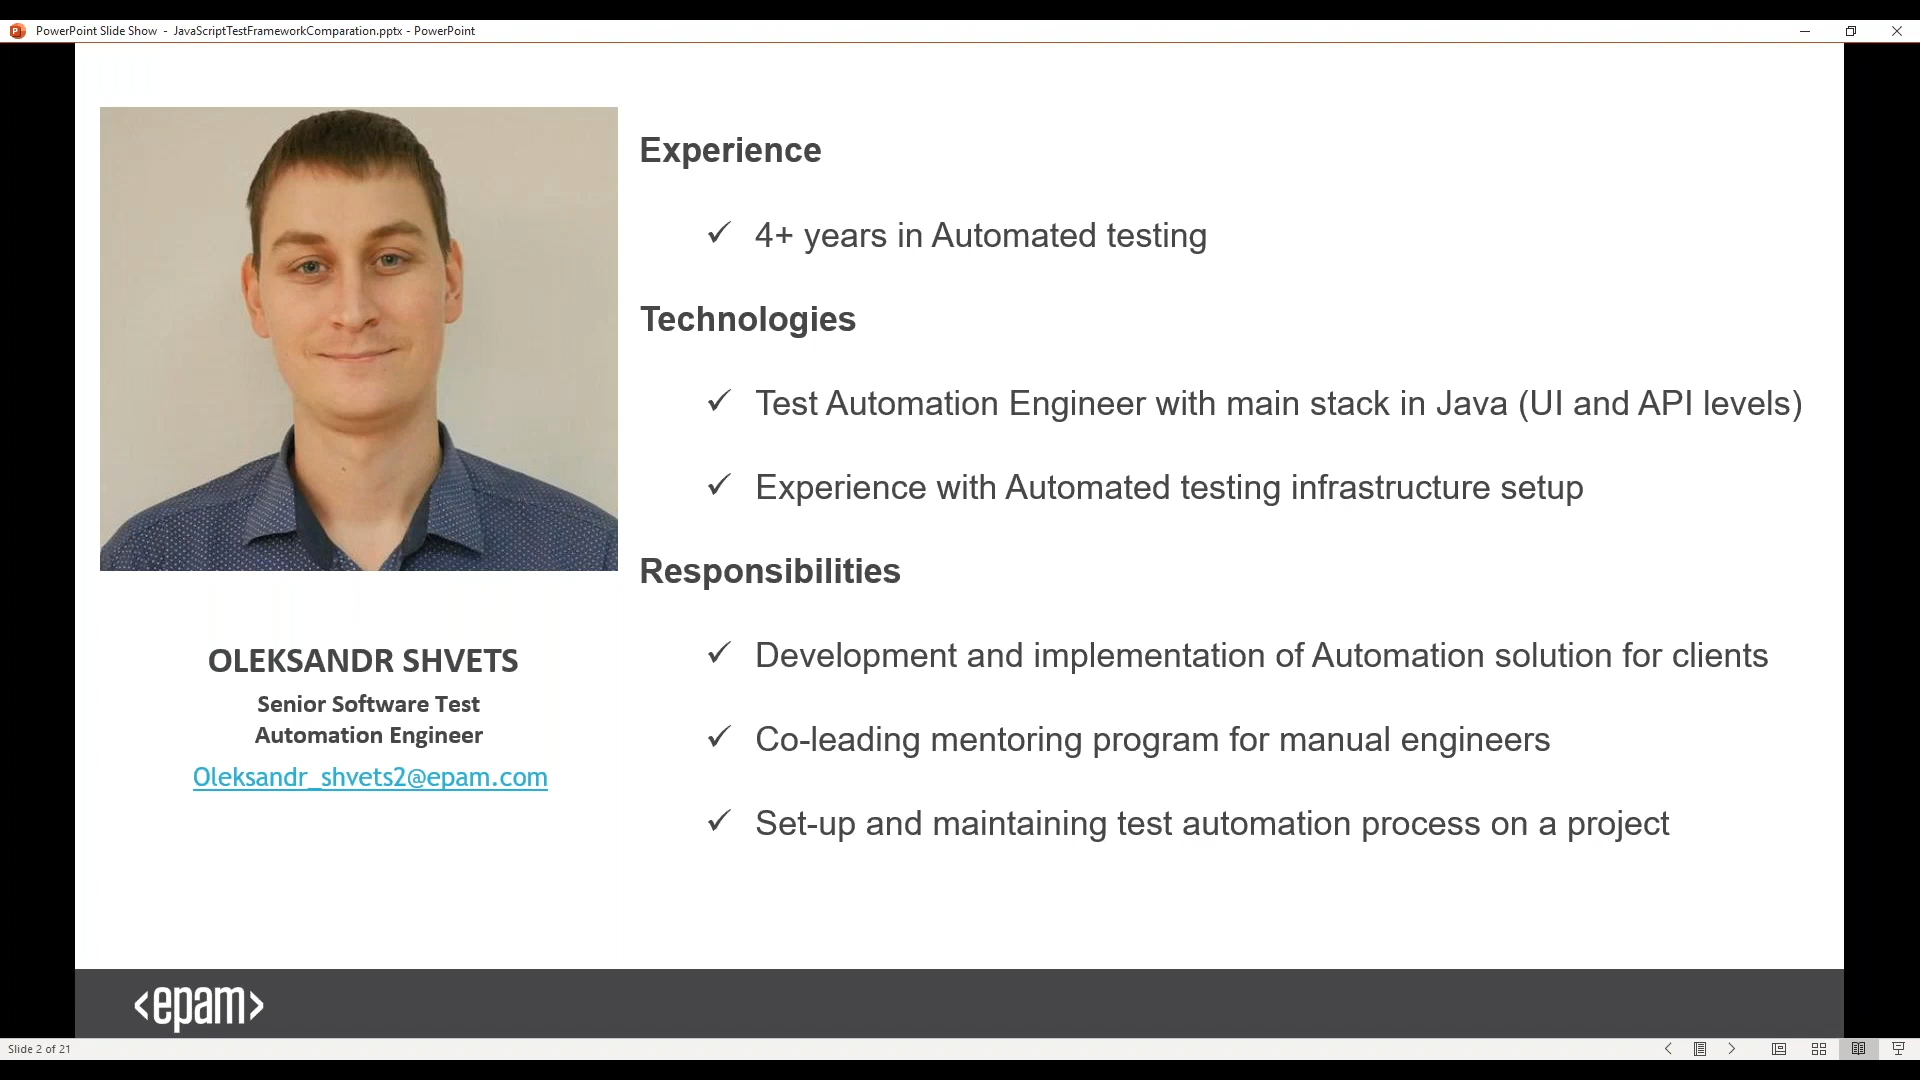 PowerPoint Slide Show - JavaScriptTestFrameworkComparation.pptx - PowerPoint
Experience
✓ 4+ years in Automated testing
Technologies
✓ Test Automation Engineer with main stack in Java (UI and API levels)
✓ Experience with Automated testing infrastructure setup
Responsibilities
✓ Development and implementation of Automation solution for clients
✓ Co-leading mentoring program for manual engineers
✓ Set-up and maintaining test automation process on a project
OLEKSANDR SHVETS
Senior Software Test
Automation Engineer
Oleksandr_shvets2@epam.com
<epam>
Slide 2 of 21